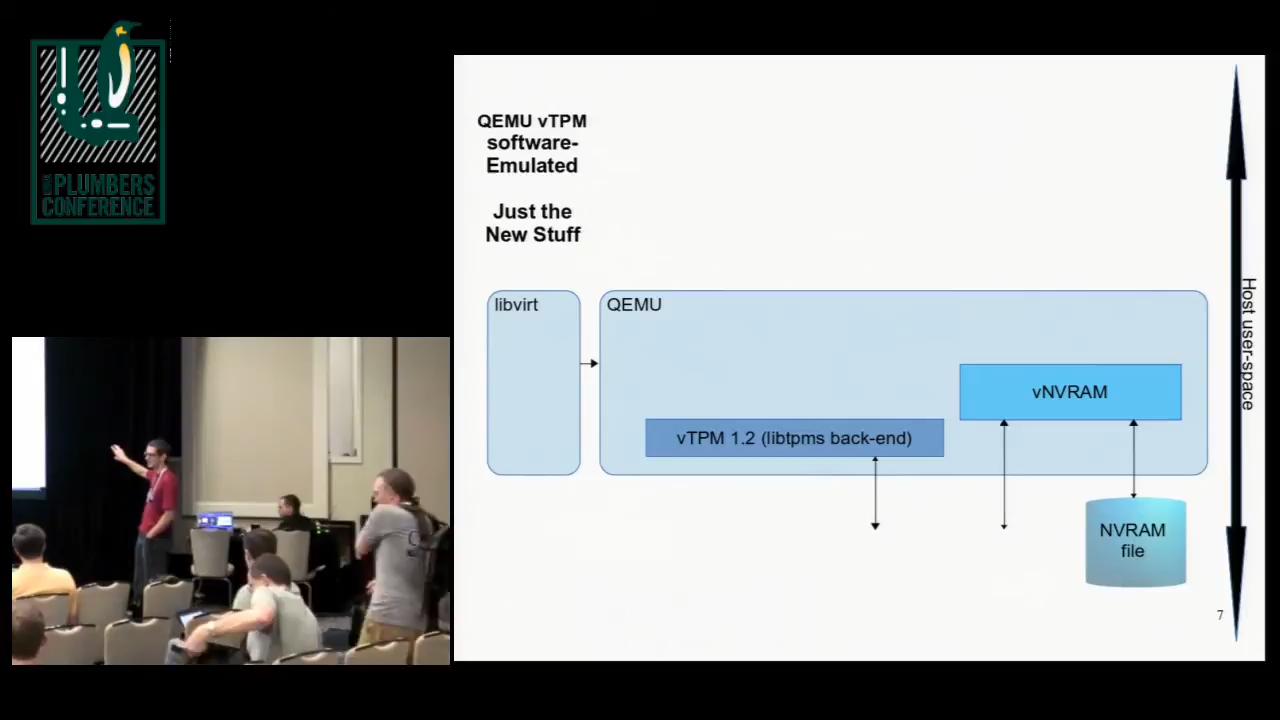 PLUMBERS
CONFERENCE
QEMU vTPM
software-
Emulated
Just the
New Stuff
libvirt
QEMU
vNVRAM
vTPM 1.2 (libtpms back-end)
NVRAM
file
Host user-space
7